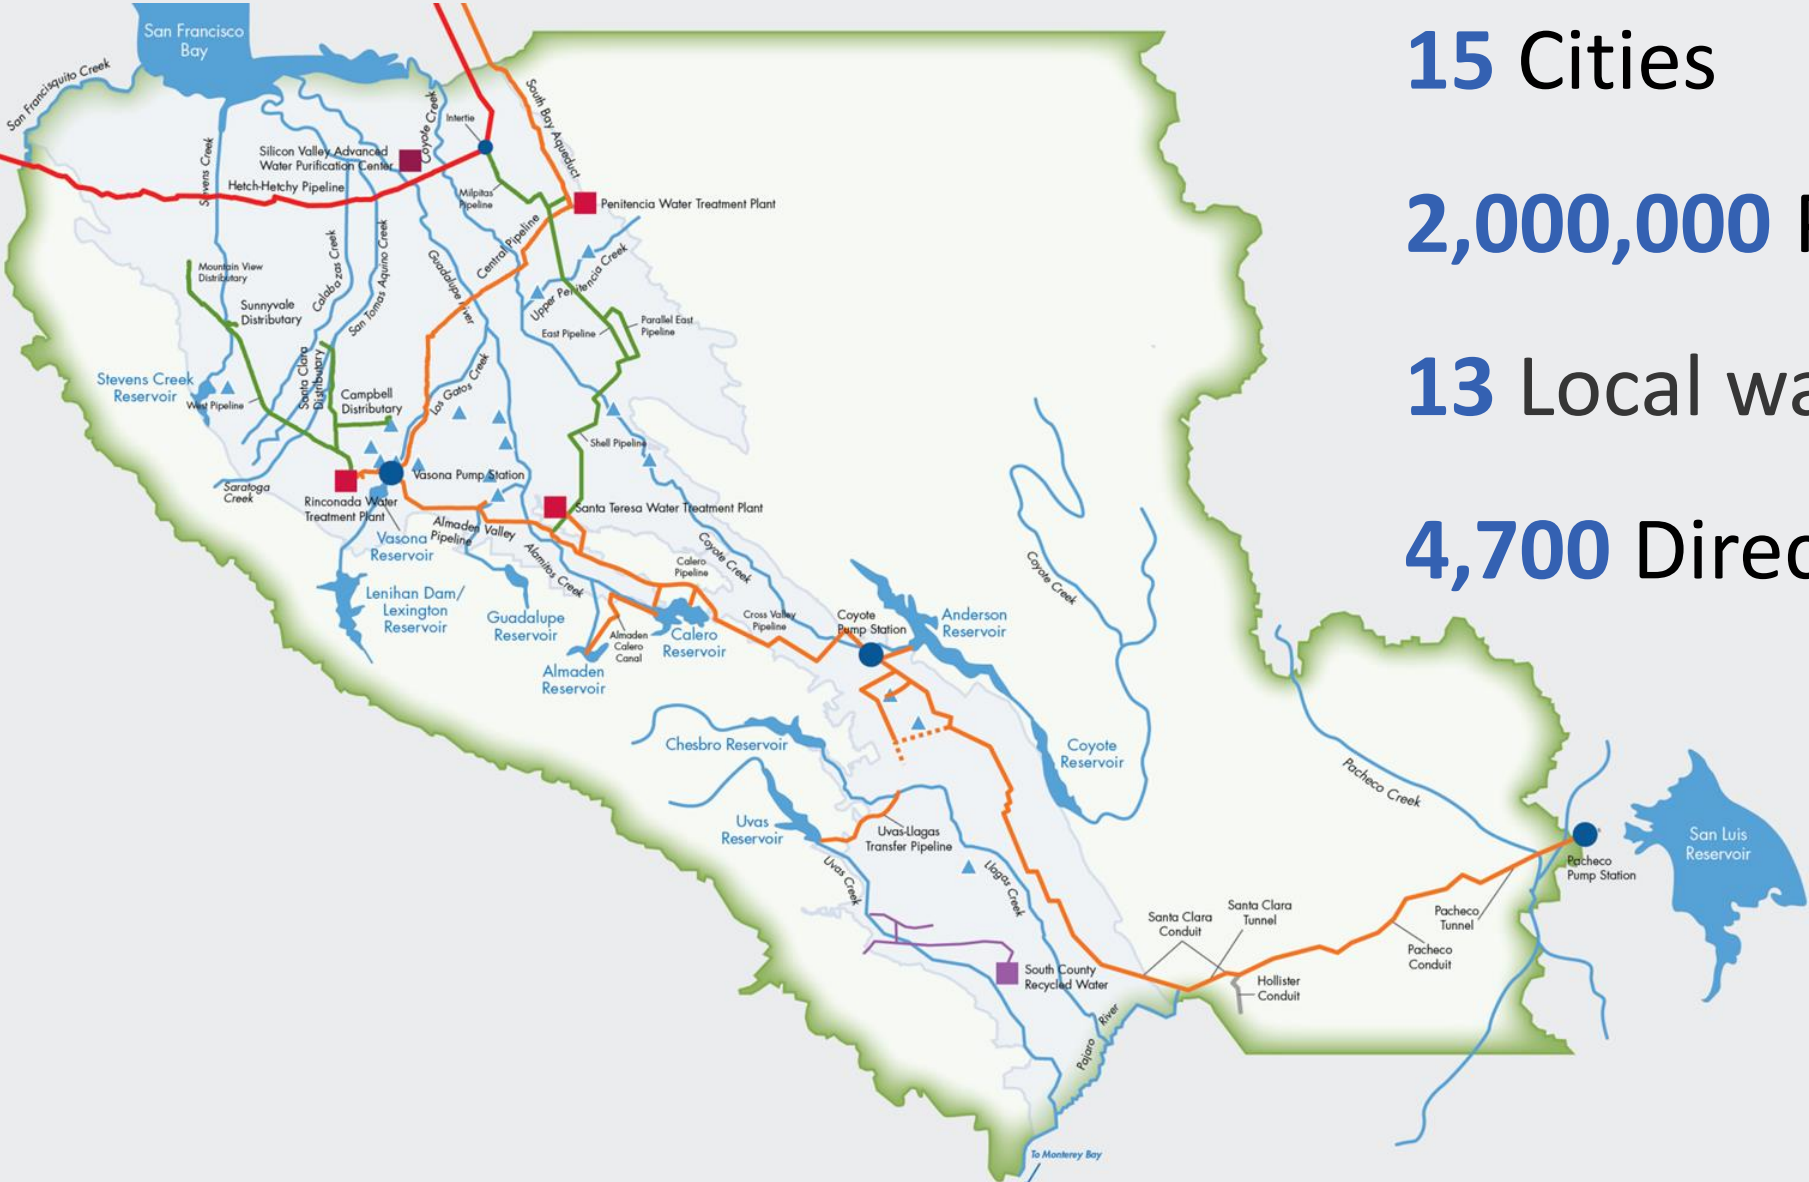 San Francisco
Bay
San Francisquito Creek
15 Cities
2,000,000
13 Local
4,700
South Bay Aqueduct
Coyote Creek
Intertie
Silicon Valley Advanced
Water Purification Center
Stevens Creek
Hetch-Hetchy Pipeline
Milpitas
Pipeline
Penitencia Water Treatment Plant
Central Pipeline
Mountain View
Distributary
Calabazas Creek
San Tomas Aquino Creek
Guadalupe River
Upper Penitencia Creek
Sunnyvale
Distributary
East Pipeline
Parallel East
Pipeline
Stevens Creek
Reservoir
West Pipeline
Santa Clara
Distributary
Campbell
Distributary
Los Gatos Creek
Shell Pipeline
Saratoga
Creek
Vasona Pump Station
Rinconada Water
Treatment Plant
Santa Teresa Water Treatment Plant
Vasona
Reservoir
Almaden Valley
Pipeline
Alamitos Creek
Coyote Creek
Calero
Pipeline
Coyote Creek
Lenihan Dam/
Lexington
Reservoir
Guadalupe
Reservoir
Almaden
Calero
Canal
Calero
Reservoir
Cross Valley
Pipeline
Coyote
Pump Station
Anderson
Reservoir
Almaden
Reservoir
Chesbro Reservoir
Coyote
Reservoir
Pacheco Creek
Uvas
Reservoir
Uvas-Llagas
Transfer Pipeline
San Luis
Reservoir
Pacheco
Pump Station
Uvas Creek
Llagas Creek
Santa Clara
Conduit
Santa Clara
Tunnel
Pacheco
Tunnel
Pacheco
Conduit
South County
Recycled Water
Hollister
Conduit
Pajaro River
To Monterey Bay